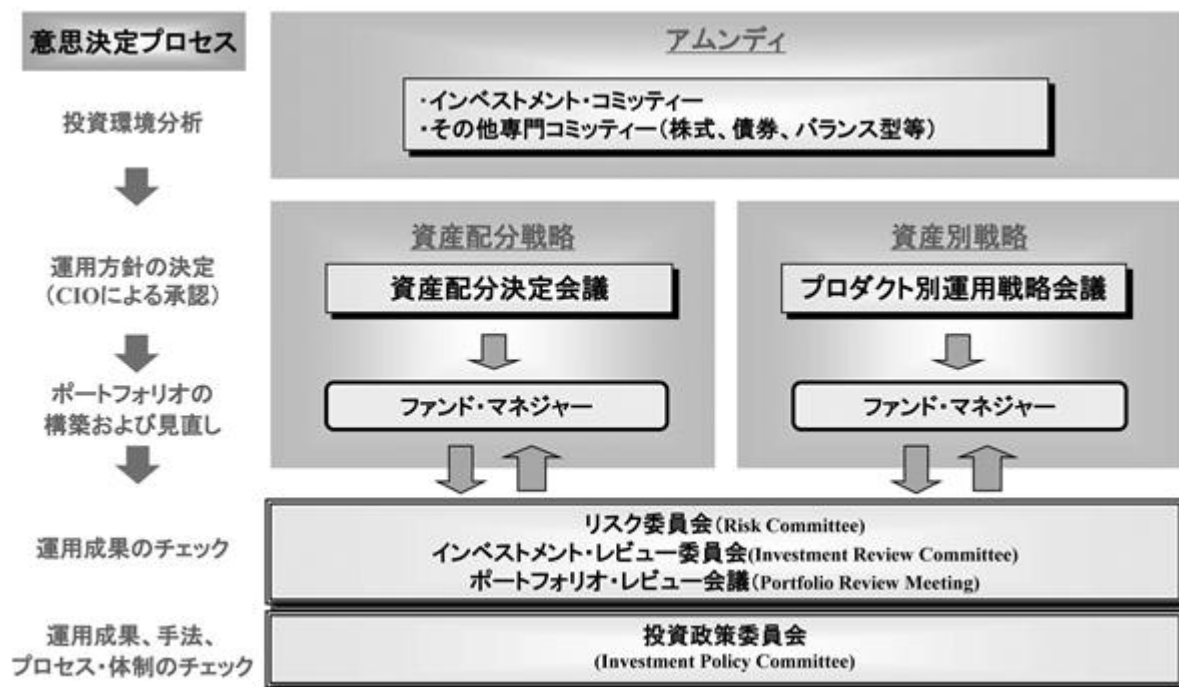 意思決定プロセス
アムンディ
投資環境分析
・インベストメント・コミッティー
・その他専門コミッティー（株式、債券、バランス型等）
運用方針の決定
（CIOによる承認）
資産配分戦略
資産配分決定会議
資産別戦略
プロダクト別運用戦略会議
ポートフォリオの
構築および見直し
ファンド・マネジャー
ファンド・マネジャー
運用成果のチェック
リスク委員会（Risk Committee）
インベストメント・レビュー委員会(Investment Review Committee)
ポートフォリオ・レビュー会議（Portfolio Review Meeting）
運用成果、手法、
プロセス・体制のチェック
投資政策委員会
(Investment Policy Committee)